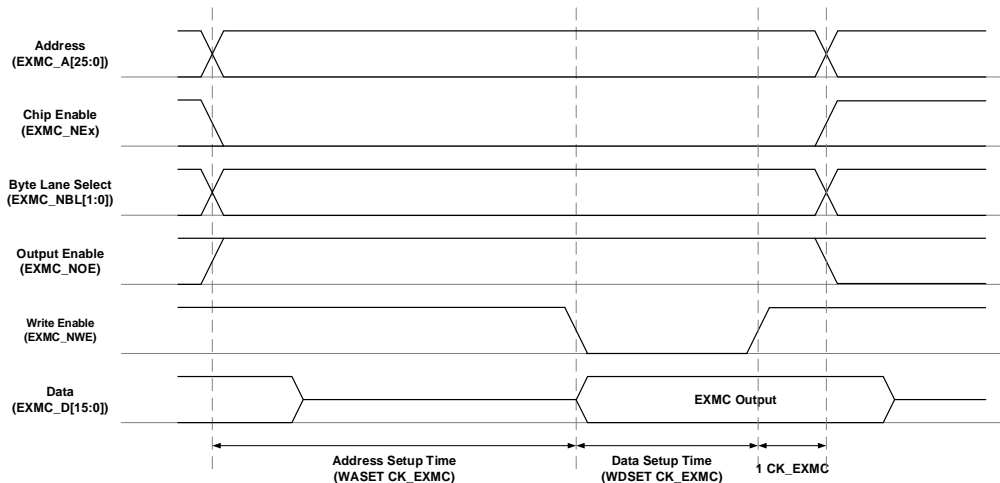 Address
(EXMC_A[25:0])
Chip Enable
(EXMC_NEx)
Byte Lane Select
(EXMC_NBL[1:0])
Output Enable
(EXMC_NOE)
Write Enable
(EXMC_NWE)
Data
(EXMC_D[15:0])
EXMC Output
Address Setup Time
(WASET CK_EXMC)
Data Setup Time
(WDSET CK_EXMC)
1 CK_EXMC